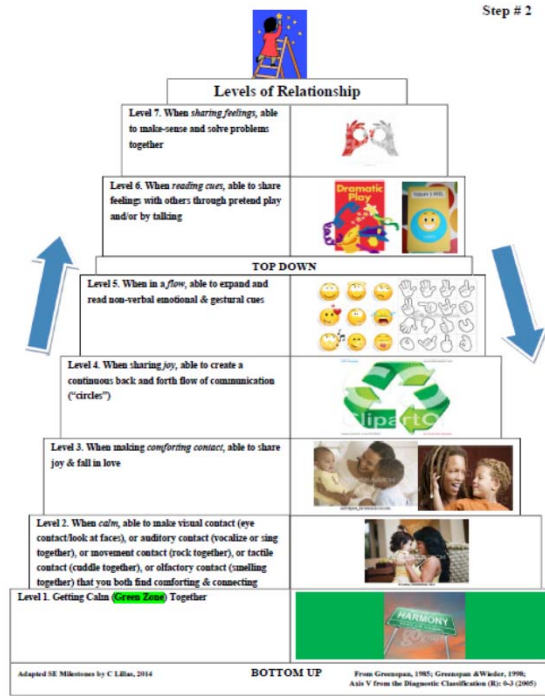 Step # 2
Levels of Relationship
Level 7. When sharing feelings, able
to make-sense and solve problems
together
Level 6. When reading cues, able to share
feelings with others through pretend play
and/or by talking
Dramatic
Play
TODAY I FEEL
TOP DOWN
Level 5. When in a flow, able to expand and
read non-verbal emotional & gestural cues
Level 4. When sharing joy, able to create a
continuous back and forth flow of communication
("circles")
ClipartO
Level 3. When making comforting contact, able to share
joy & fall in love
Level 2. When calm, able to make visual contact (eye
contact/look at faces), or auditory contact (vocalize or sing
together), or movement contact (rock together), or tactile
contact (cuddle together), or olfactory contact (smelling
together) that you both find comforting & connecting
Level 1. Getting Calm (Green Zone) Together
HARMONY
Adapted SE Milestones by C Lillas, 2014
BOTTOM UP
From Greenspan, 1985; Greenspan &Wieder, 1998;
Axis V from the Diagnostic Classification (R): 0-3 (2005)